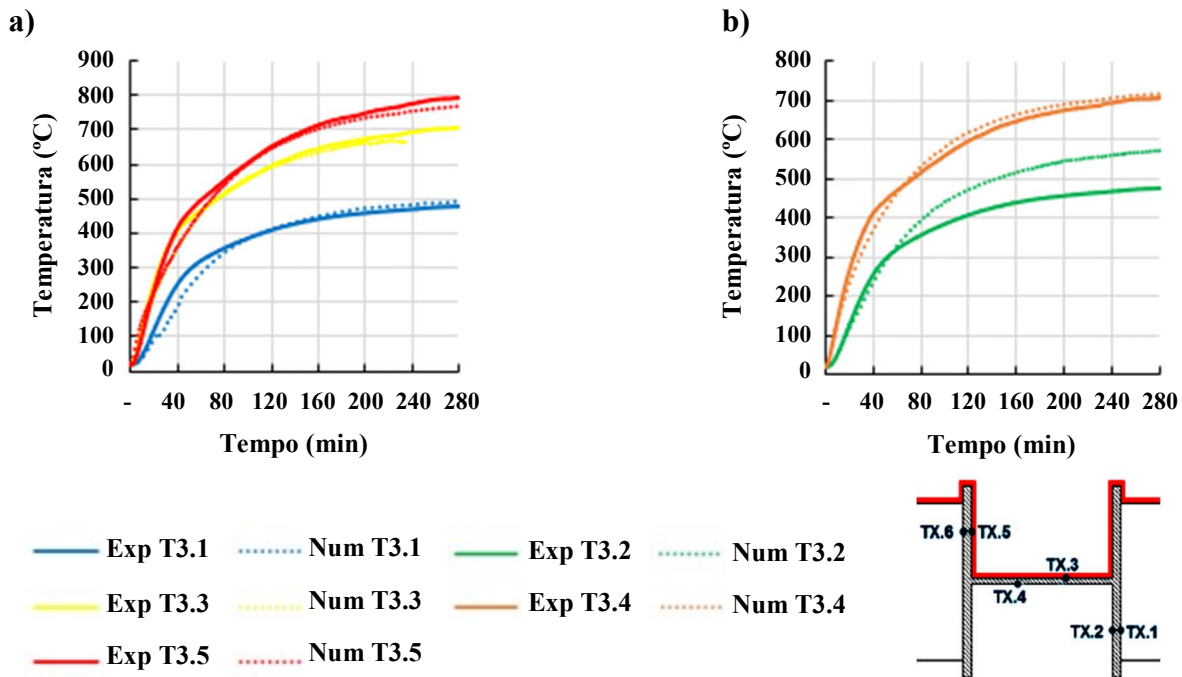 a)
900
800
700
600
500
400
300
200
100
0
Temperatura (ºC)
- 40 80 120 160 200 240 280
Tempo (min)
b)
800
700
600
500
400
300
200
100
0
Temperatura (ºC)
- 40 80 120 160 200 240 280
Tempo (min)
Exp T3.1 Num T3.1 Exp T3.2 Num T3.2
Exp T3.3 Num T3.3 Exp T3.4 Num T3.4
Exp T3.5 Num T3.5
TX.6 TX.5
TX.3
TX.4
TX.2 TX.1